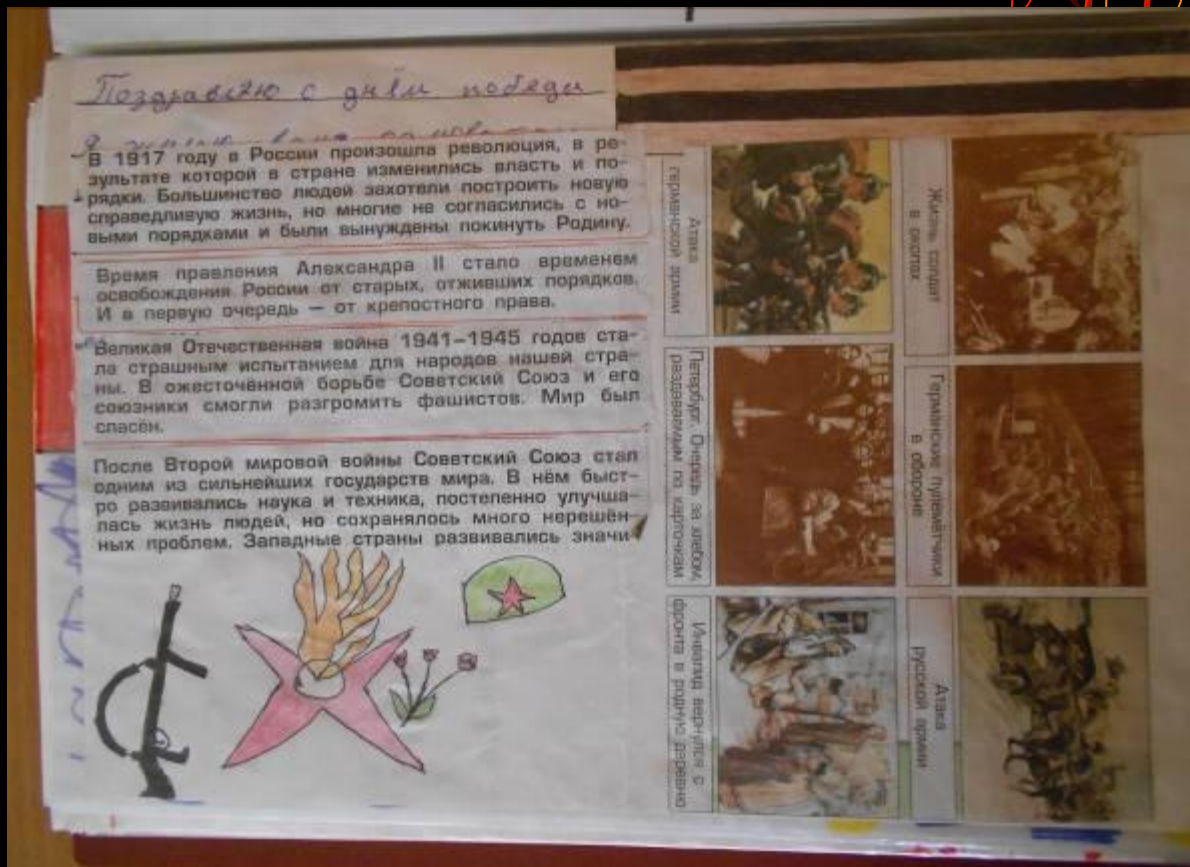 Поздравляю с днём победы
В 1917 году в России произошла революция, в ре-
зультате которой в стране изменились власть и по-
рядки. Большинство людей захотели построить новую
справедливую жизнь, но многие не согласились с но-
выми порядками и были вынуждены покинуть Родину.
Время правления Александра II стало временем
освобождения России от старых, отживших порядков.
И в первую очередь — от крепостного права.
Великая Отечественная война 1941–1945 годов ста-
ла страшным испытанием для народов нашей стра-
ны. В ожесточённой борьбе Советский Союз и его
союзники смогли разгромить фашистов. Мир был
спасён.
После Второй мировой войны Советский Союз стал
одним из сильнейших государств мира. В нём быст-
ро развивались наука и техника, постепенно улучша-
лась жизнь людей, но сохранялось много нерешён-
ных проблем. Западные страны развивались значи-
Жизнь солдат
в окопах
Германские пулемётчики
в обороне
Атака
русской армии
Атака
германской армии
Петербург. Очередь за хлебом,
раздаваемым по карточкам
Инвалид вернулся с
фронта в родную деревню